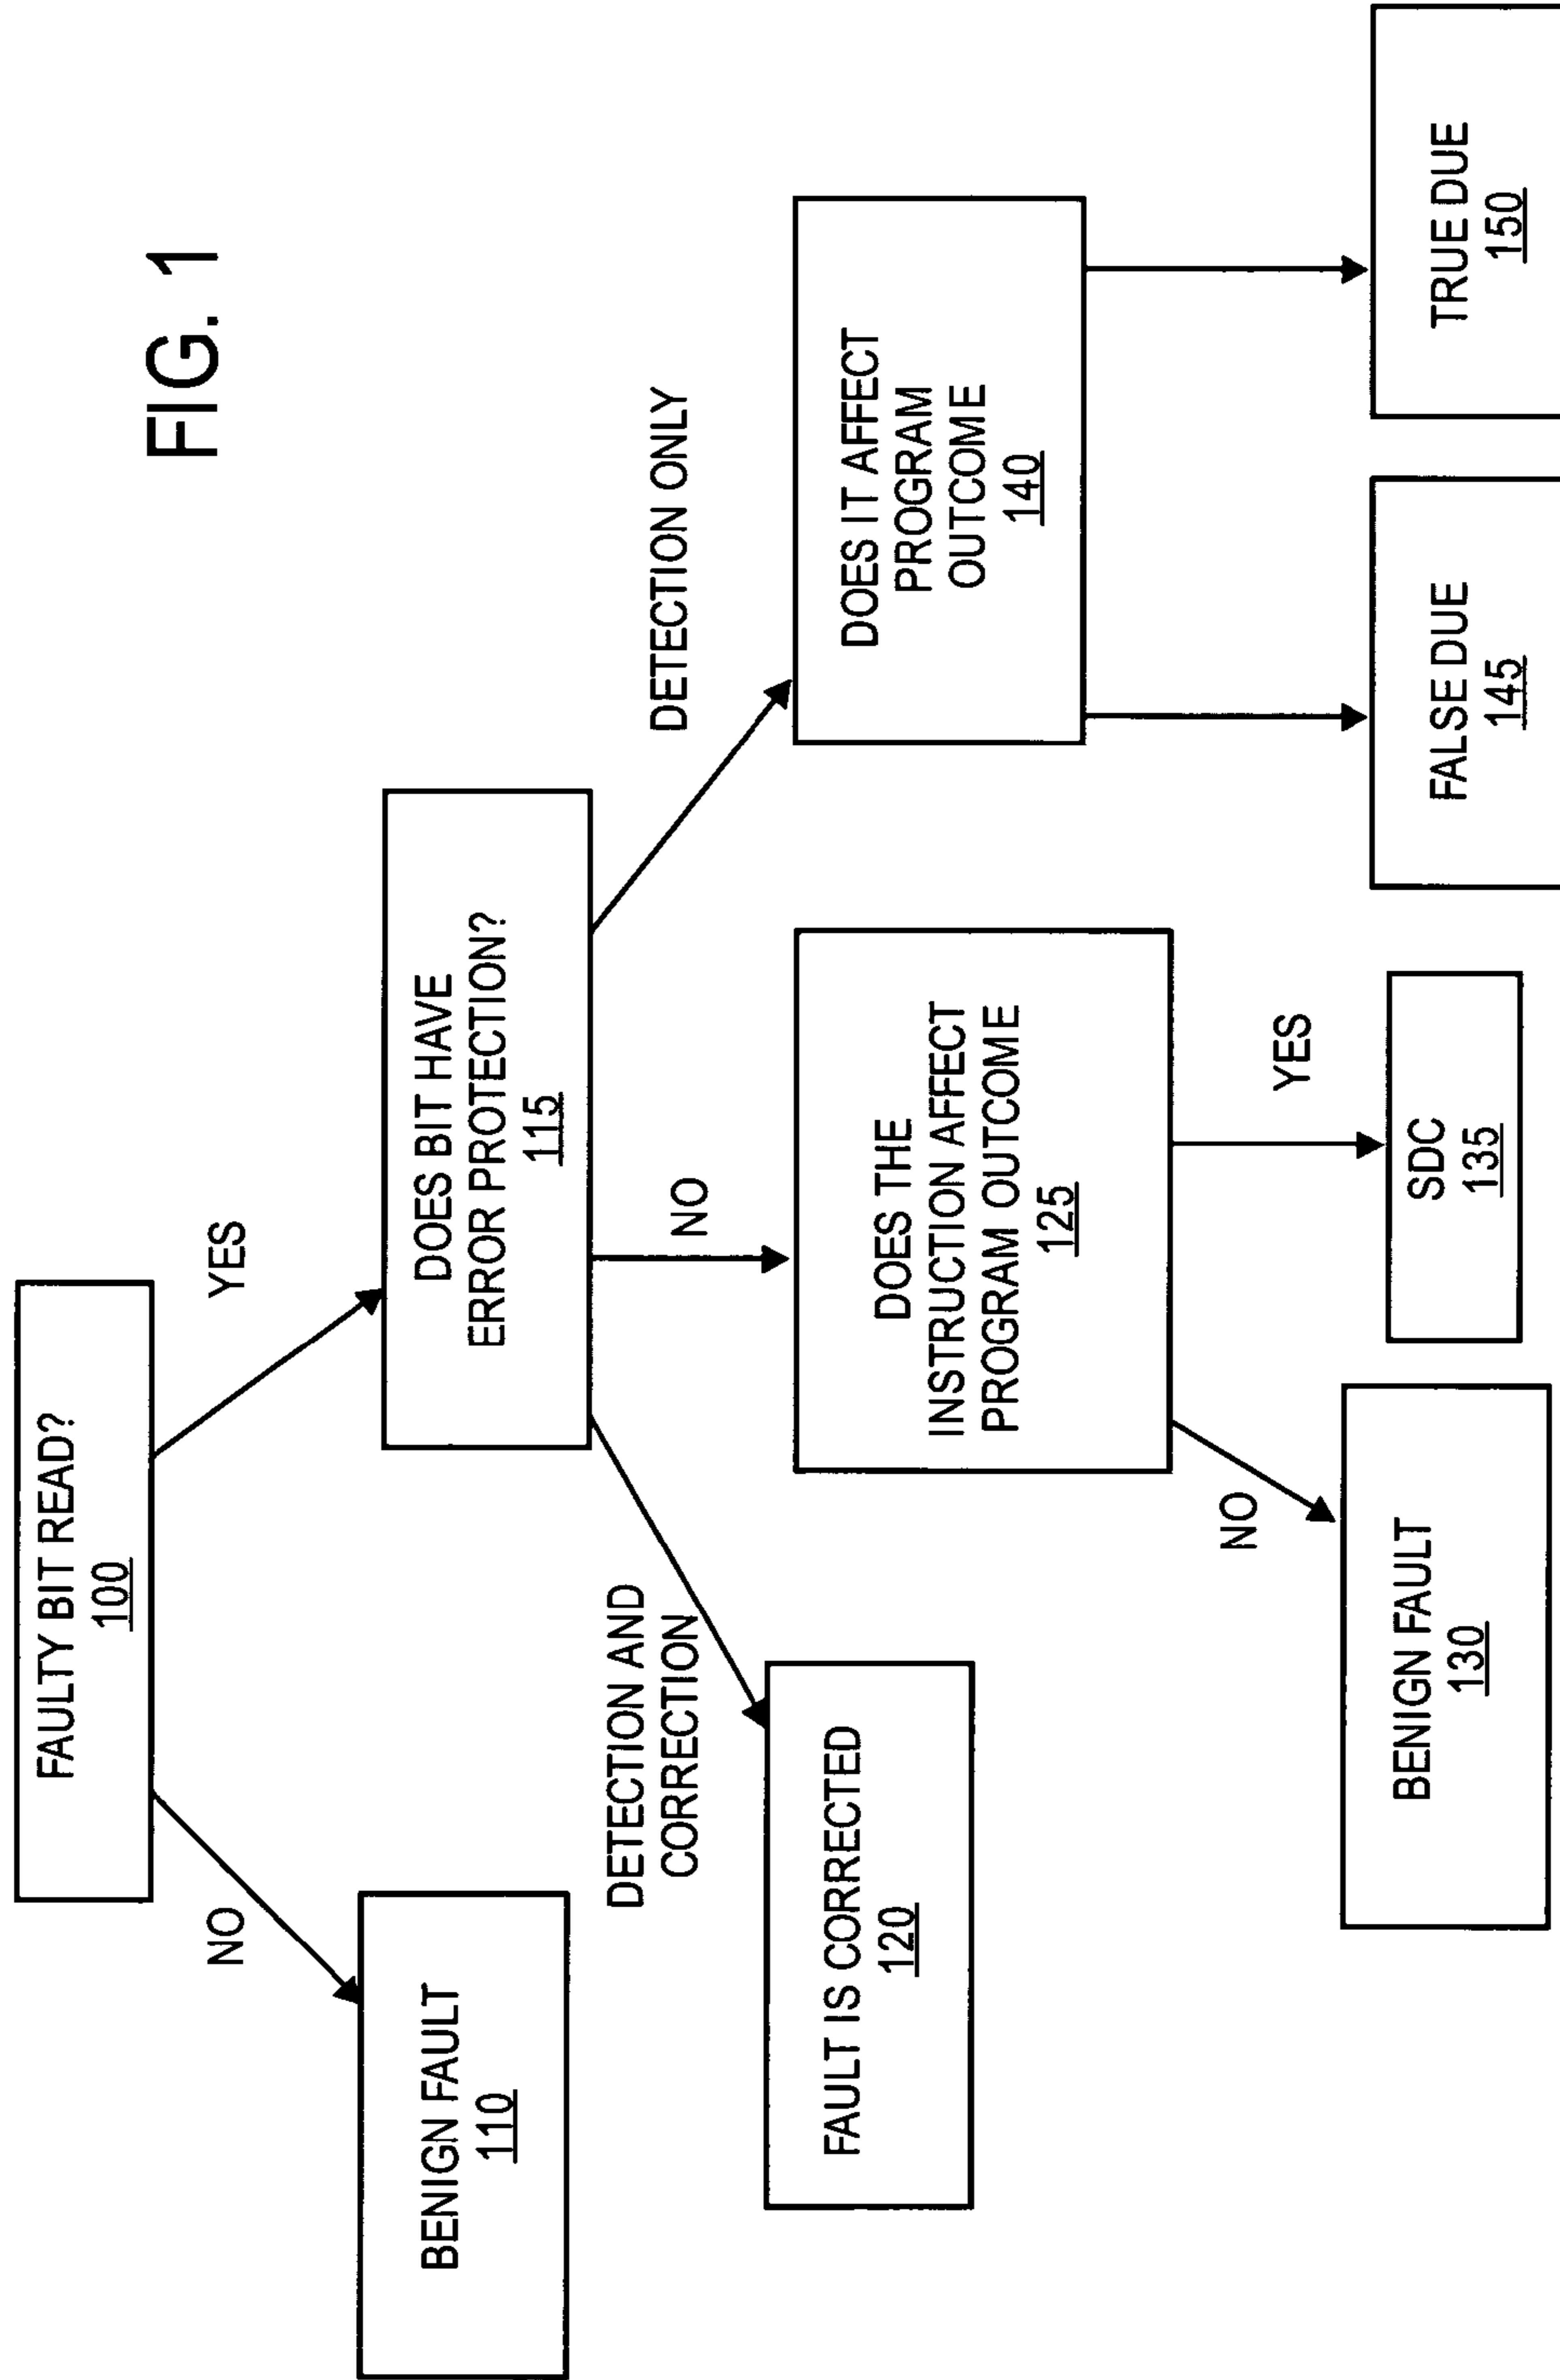 FIG. 1
FAULTY BIT READ?
100
NO
YES
BENIGN FAULT
110
DOES BIT HAVE
ERROR PROTECTION?
115
DETECTION AND
CORRECTION
NO
DETECTION ONLY
FAULT IS CORRECTED
120
DOES THE
INSTRUCTION AFFECT
PROGRAM OUTCOME
125
DOES IT AFFECT
PROGRAM
OUTCOME
140
NO
YES
BENIGN FAULT
130
SDC
135
FALSE DUE
145
TRUE DUE
150